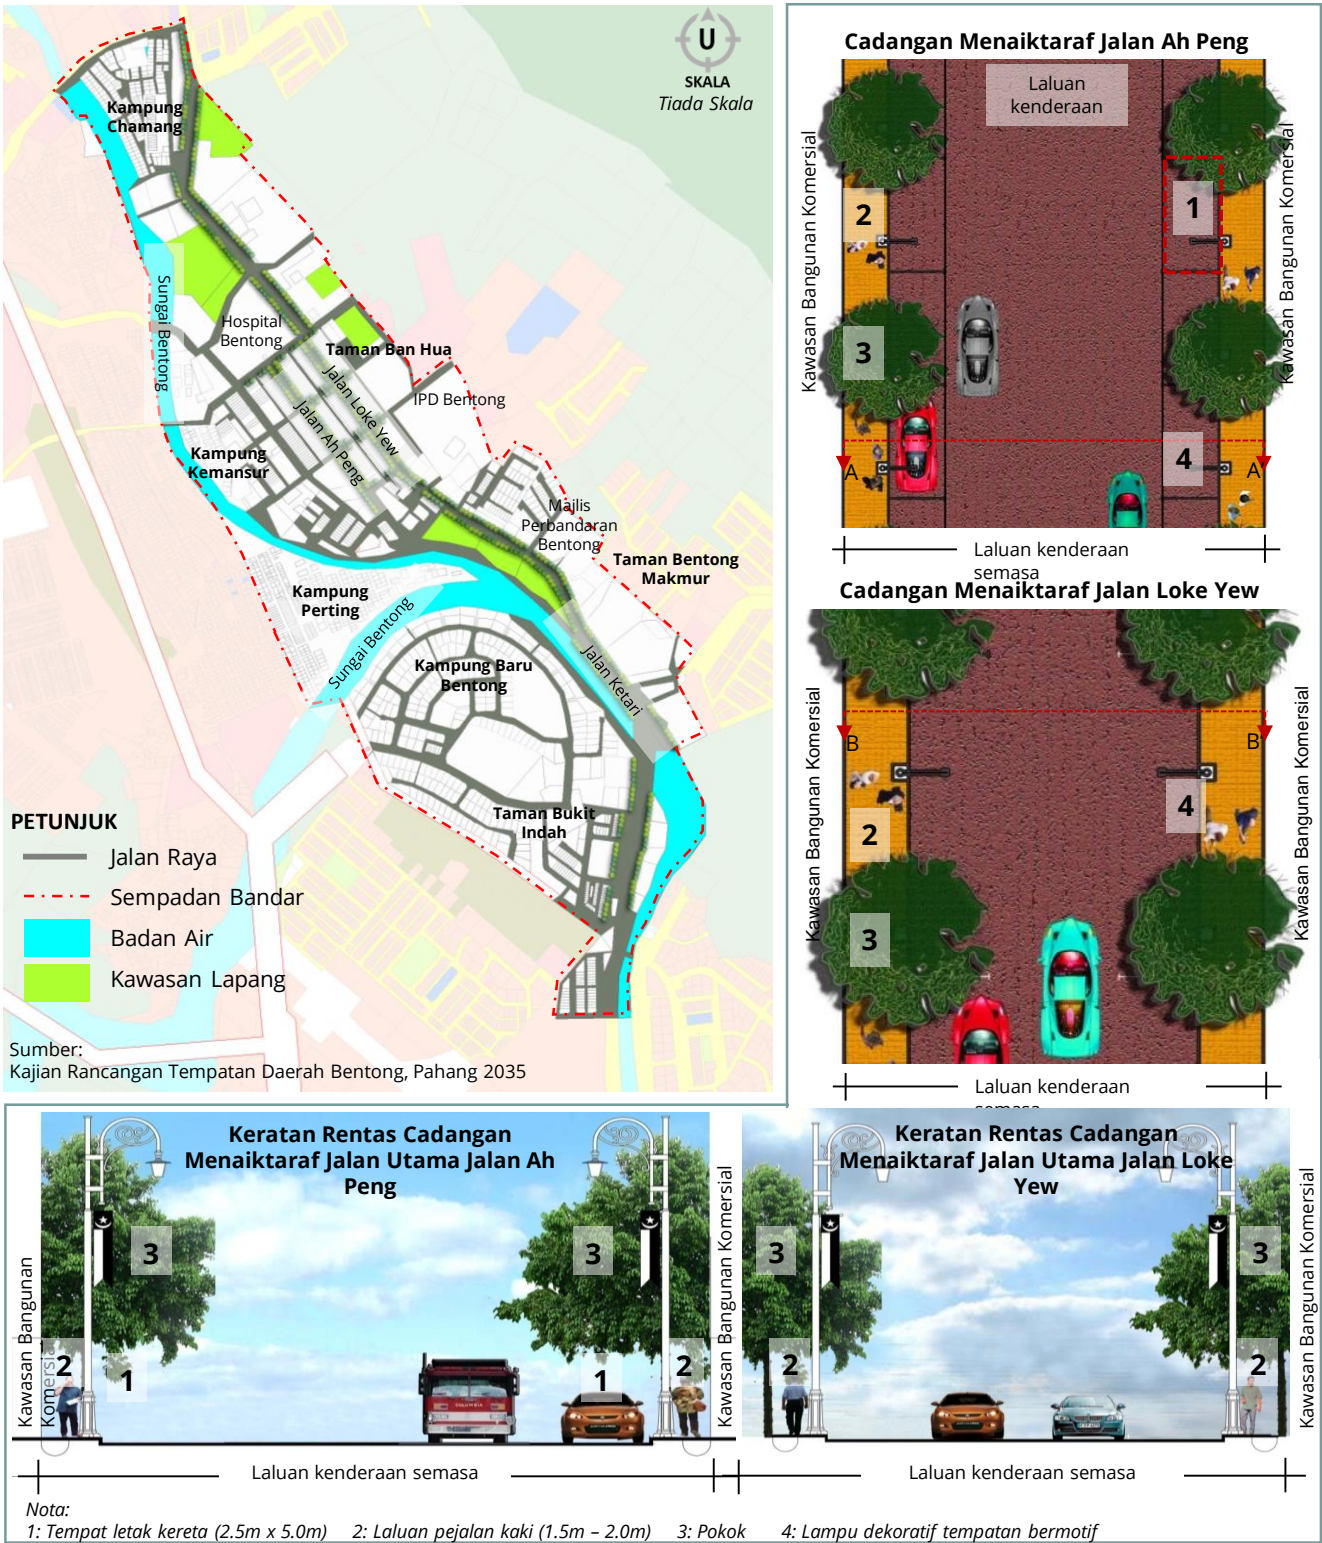 U
SKALA
Tiada Skala
Kampung
Chamang
Sungai Bentong
Hospital
Bentong
Taman Ban Hua
Jalan Loke Yew
IPD Bentong
Jalan Ah Peng
Kampung
Kemansur
Majlis
Perbandaran
Bentong
Taman Bentong
Makmur
Kampung
Perting
Sungai Bentong
Kampung Baru
Bentong
Jalan Ketari
Taman Bukit
Indah
PETUNJUK
Jalan Raya
Sempadan Bandar
Badan Air
Kawasan Lapang
Sumber:
Kajian Rancangan Tempatan Daerah Bentong, Pahang 2035
Cadangan Menaiktaraf Jalan Ah Peng
Laluan
kenderaan
Kawasan Bangunan Komersial
Kawasan Bangunan Komersial
1
2
3
4
A
A'
Laluan kenderaan
semasa
Cadangan Menaiktaraf Jalan Loke Yew
Kawasan Bangunan Komersial
Kawasan Bangunan Komersial
B
B'
4
2
3
Laluan kenderaan
semasa
Keratan Rentas Cadangan
Menaiktaraf Jalan Utama Jalan Ah
Peng
Kawasan Bangunan
Komersial
3
3
2
1
1
2
COLUMBIA
Kawasan Bangunan Komersial
Laluan kenderaan semasa
Keratan Rentas Cadangan
Menaiktaraf Jalan Utama Jalan Loke
Yew
3
3
2
2
Kawasan Bangunan Komersial
Laluan kenderaan semasa
Nota:
1: Tempat letak kereta (2.5m x 5.0m) 2: Laluan pejalan kaki (1.5m – 2.0m) 3: Pokok 4: Lampu dekoratif tempatan bermotif